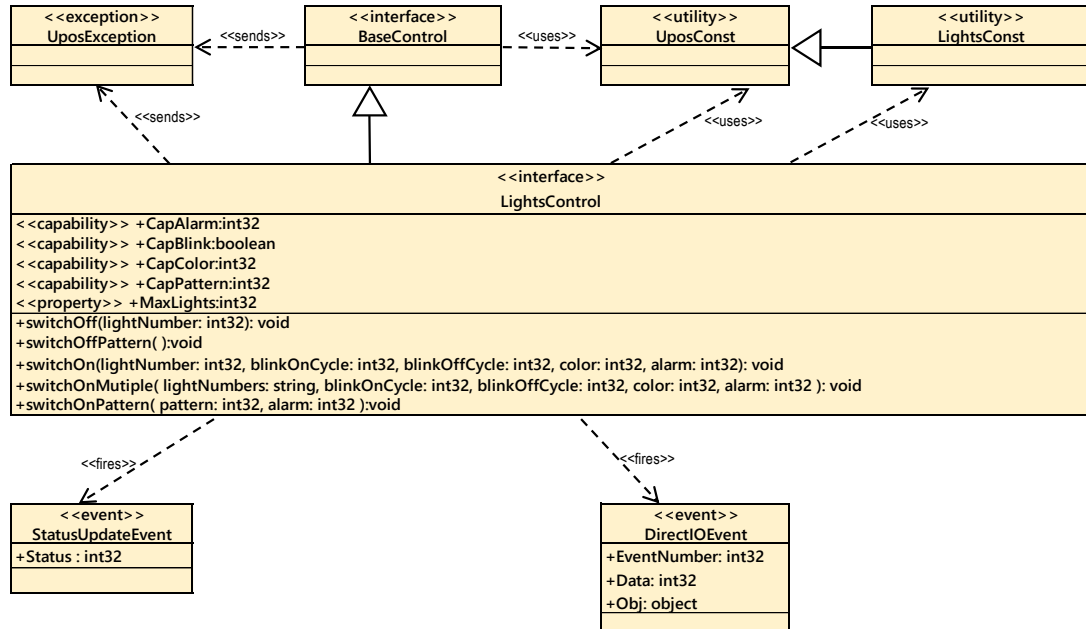 <<exception>>
UposException
<<sends>>
<<interface>>
BaseControl
<<uses>>
<<utility>>
UposConst
<<utility>>
LightsConst
<<sends>>
<<uses>>
<<uses>>
<<interface>>
LightsControl
<<capability>> +CapAlarm:int32
<<capability>> +CapBlink:boolean
<<capability>> +CapColor:int32
<<capability>> +CapPattern:int32
<<property>> +MaxLights:int32
+switchOff(lightNumber: int32): void
+switchOffPattern( ):void
+switchOn(lightNumber: int32, blinkOnCycle: int32, blinkOffCycle: int32, color: int32, alarm: int32): void
+switchOnMutiple( lightNumbers: string, blinkOnCycle: int32, blinkOffCycle: int32, color: int32, alarm: int32 ): void
+switchOnPattern( pattern: int32, alarm: int32 ):void
<<fires>>
<<fires>>
<<event>>
StatusUpdateEvent
+Status : int32
<<event>>
DirectIOEvent
+EventNumber: int32
+Data: int32
+Obj: object